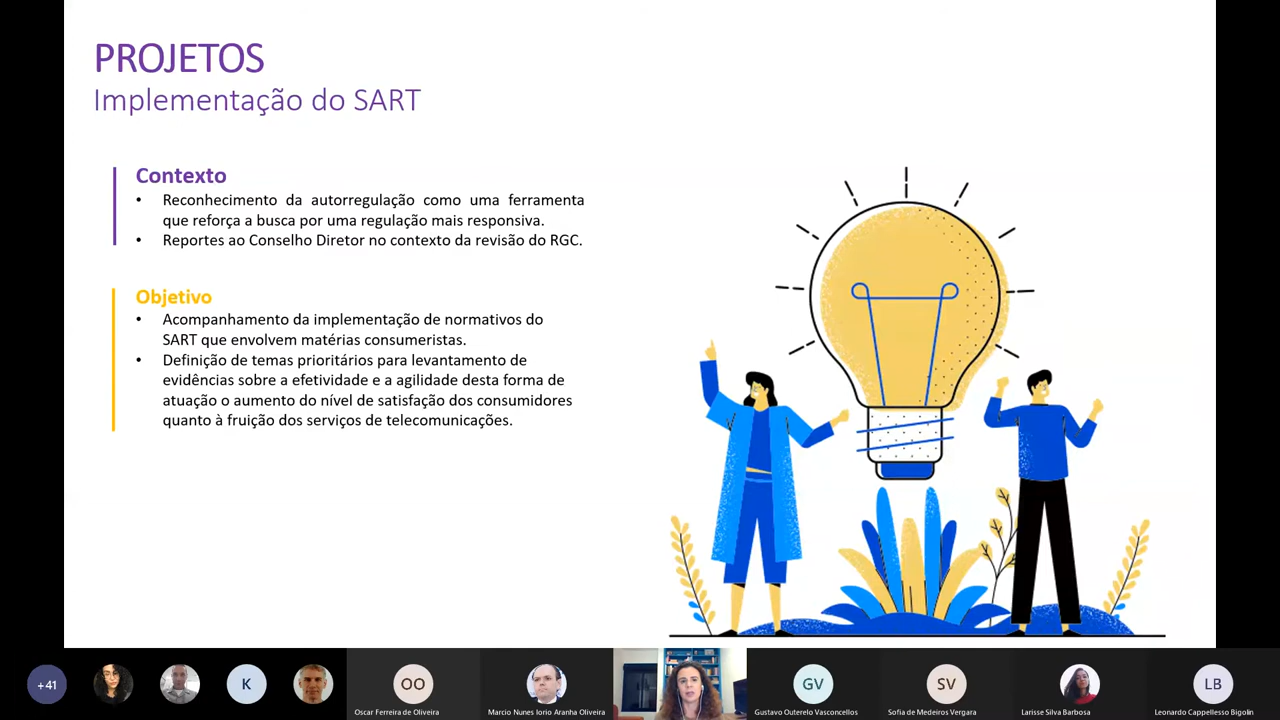 PROJETOS
Implementação do SART
Contexto
• Reconhecimento da autorregulação como uma ferramenta
que reforça a busca por uma regulação mais responsiva.
• Reportes ao Conselho Diretor no contexto da revisão do RGC.
Objetivo
• Acompanhamento da implementação de normativos do
SART que envolvem matérias consumeristas.
• Definição de temas prioritários para levantamento de
evidências sobre a efetividade e a agilidade desta forma de
atuação o aumento do nível de satisfação dos consumidores
quanto à fruição dos serviços de telecomunicações.
+41
K
OO
GV
SV
LB
Oscar Ferreira de Oliveira
Marcio Nunes Iorio Aranha Oliveira
Gustavo Outerelo Vasconcellos
Sofia de Medeiros Vergara
Larisse Silva Barbosa
Leonardo Cappellesso Bigolin